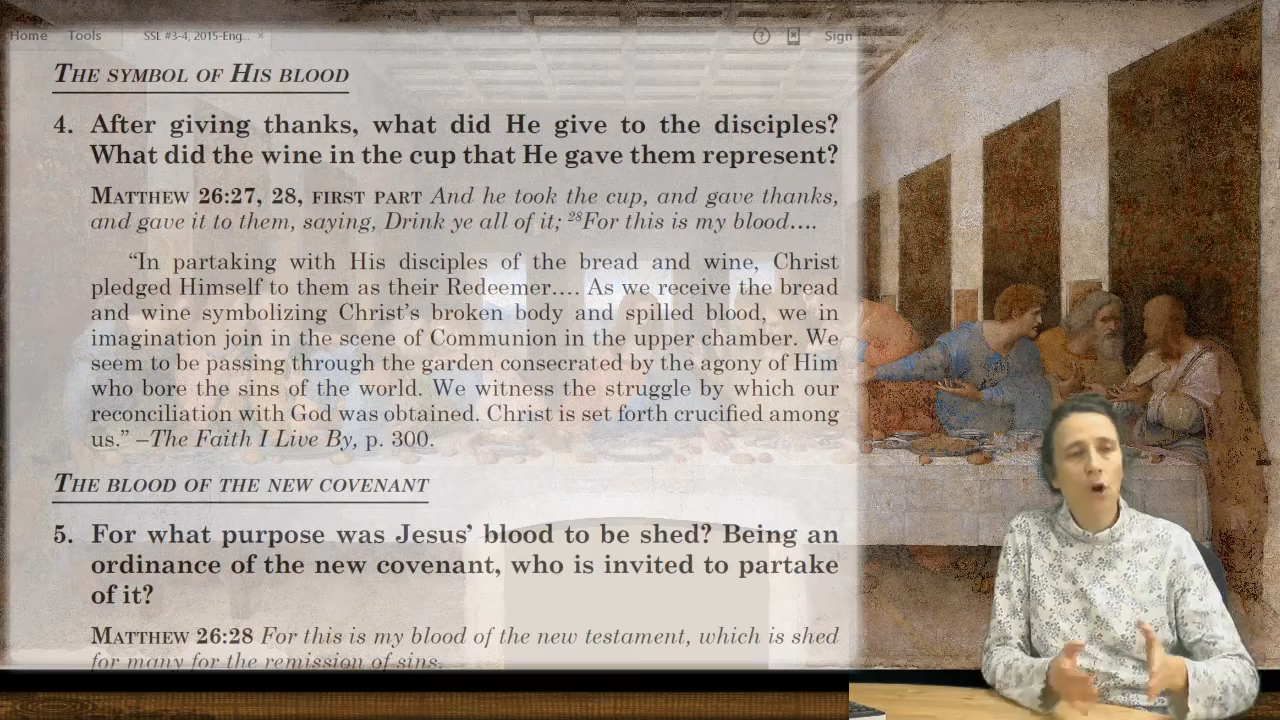 Home Tools SSL #3-4, 2015-Eng... × ? Sign
THE SYMBOL OF HIS BLOOD
4. After giving thanks, what did He give to the disciples?
What did the wine in the cup that He gave them represent?
MATTHEW 26:27, 28, FIRST PART And he took the cup, and gave thanks,
and gave it to them, saying, Drink ye all of it; 28For this is my blood....
“In partaking with His disciples of the bread and wine, Christ
pledged Himself to them as their Redeemer.... As we receive the bread
and wine symbolizing Christ’s broken body and spilled blood, we in
imagination join in the scene of Communion in the upper chamber. We
seem to be passing through the garden consecrated by the agony of Him
who bore the sins of the world. We witness the struggle by which our
reconciliation with God was obtained. Christ is set forth crucified among
us.” –The Faith I Live By, p. 300.
THE BLOOD OF THE NEW COVENANT
5. For what purpose was Jesus’ blood to be shed? Being an
ordinance of the new covenant, who is invited to partake
of it?
MATTHEW 26:28 For this is my blood of the new testament, which is shed
for many for the remission of sins.